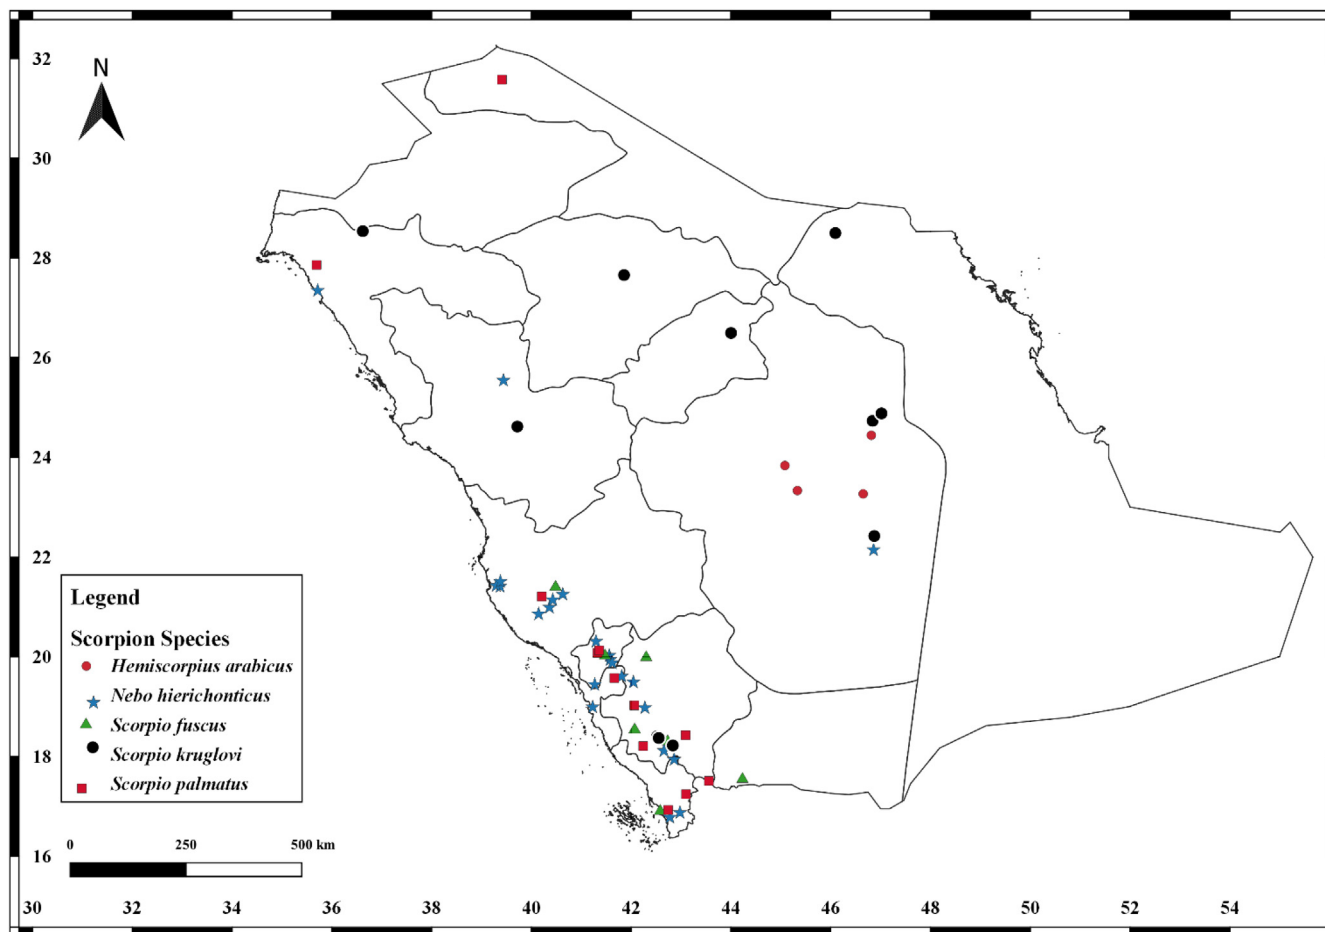 N
32
30
28
26
24
22
20
18
16
Legend
Scorpion Species
Hemiscorpius arabicus
Nebo hierichonticus
Scorpio fuscus
Scorpio kruglovi
Scorpio palmatus
0 250 500 km
30 32 34 36 38 40 42 44 46 48 50 52 54